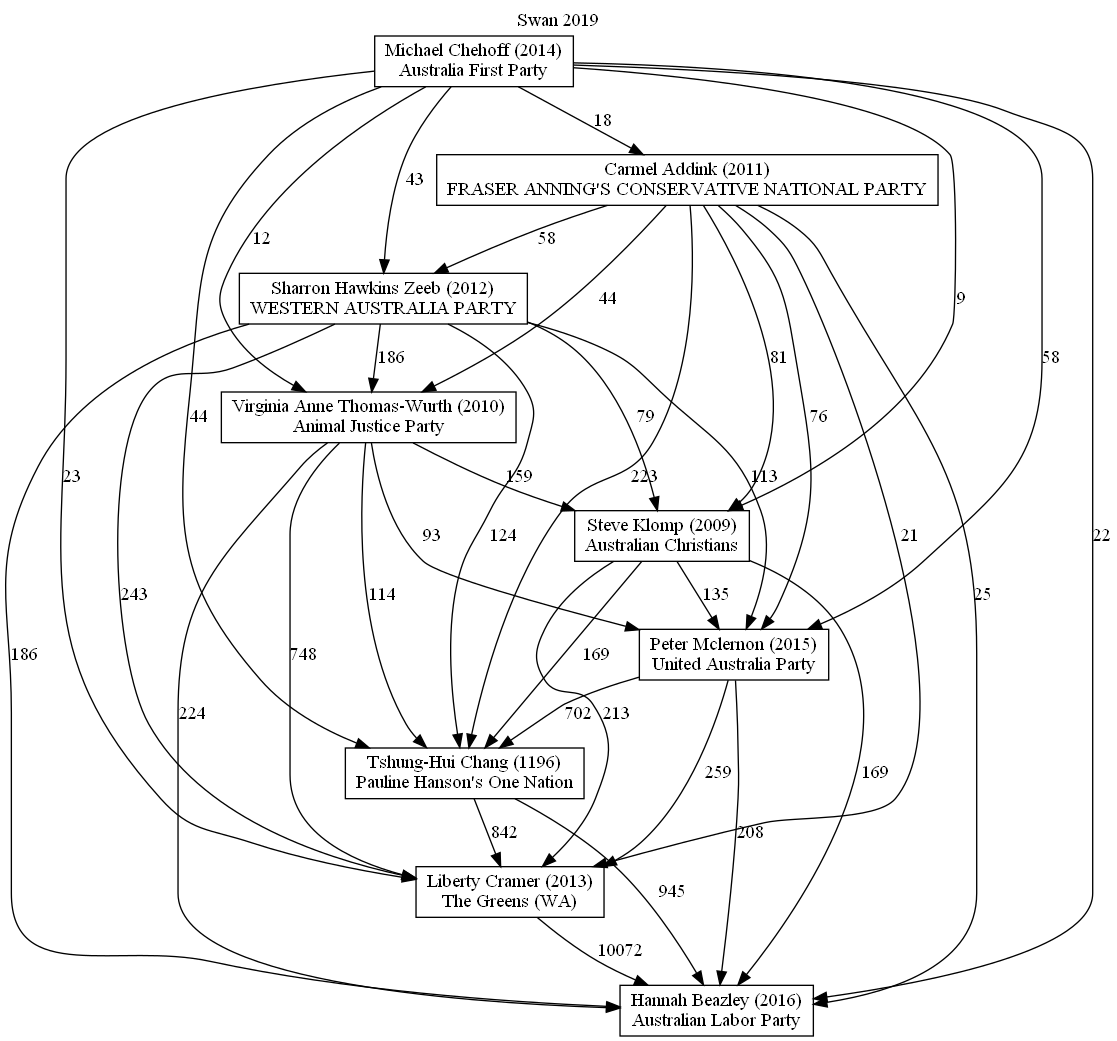 Swan 2019
Michael Chehoff (2014)
Australia First Party
18
Carmel Addink (2011)
FRASER ANNING'S CONSERVATIVE NATIONAL PARTY
43
12
58
Sharron Hawkins Zeeb (2012)
WESTERN AUSTRALIA PARTY
44
9
186
81
58
Virginia Anne Thomas-Wurth (2010)
Animal Justice Party
44
79
76
23
159
223
113
Steve Klomp (2009)
Australian Christians
93
124
21
22
243
114
135
25
Peter Mclernon (2015)
United Australia Party
186
748
169
224
702
213
Tshung-Hui Chang (1196)
Pauline Hanson's One Nation
259
169
842
208
Liberty Cramer (2013)
The Greens (WA)
945
10072
Hannah Beazley (2016)
Australian Labor Party